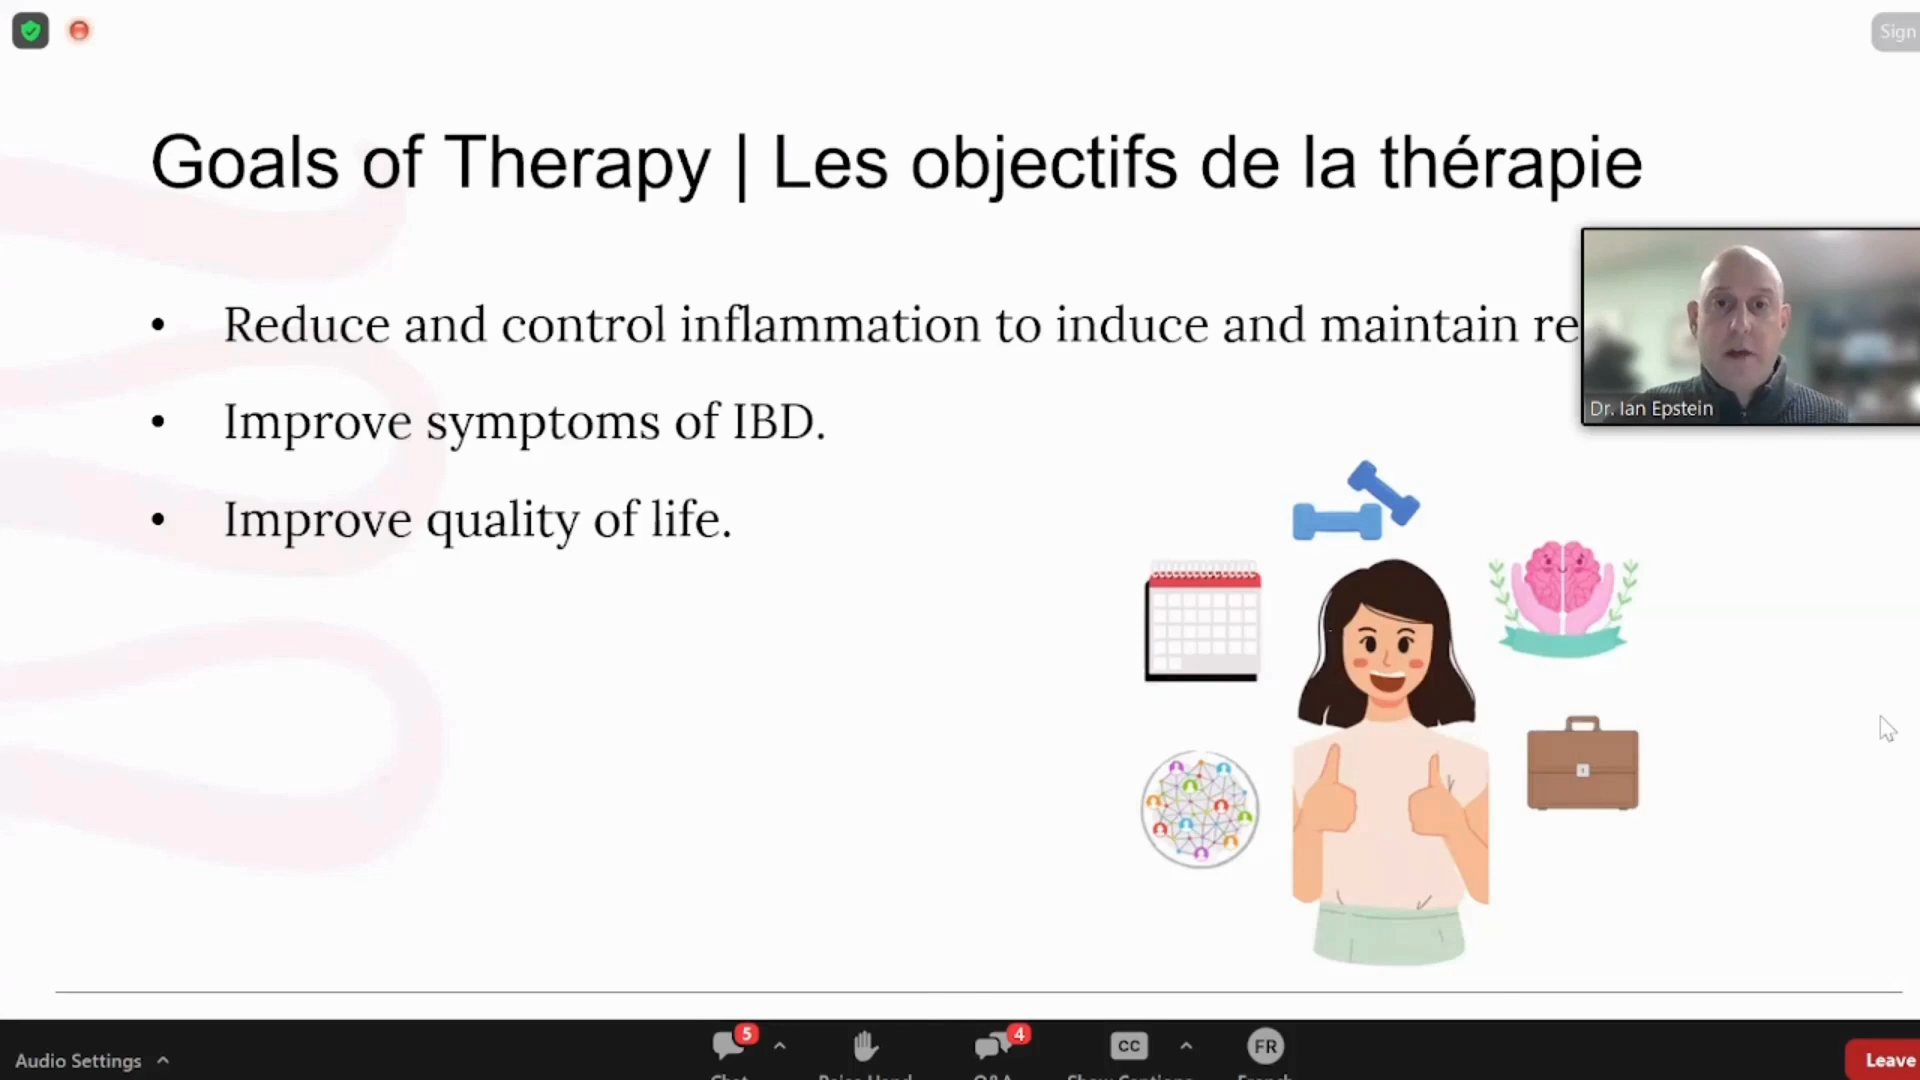 Sign
Goals of Therapy | Les objectifs de la thérapie
• Reduce and control inflammation to induce and maintain re
Dr. Ian Epstein
• Improve symptoms of IBD.
• Improve quality of life.
5
4
CC
FR
Audio Settings
Leave